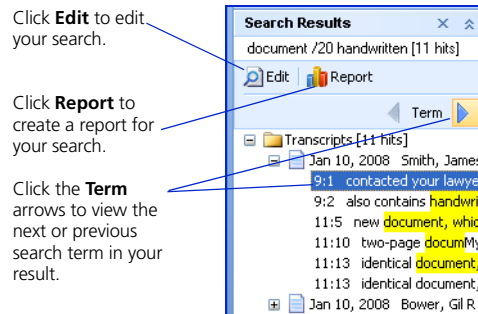 Click Edit to edit
your search.
Click Report to
create a report for
your search.
Click the Term
arrows to view the
next or previous
search term in your
result.
Search Results
document /20 handwritten [11 hits]
Edit Report
Term
Transcripts [11 hits]
Jan 10, 2008 Smith, James
9:1 contacted your lawye
9:2 also contains handwri
11:5 new document, whic
11:10 two-page documMy
11:13 identical document,
11:13 identical document,
Jan 10, 2008 Bower, Gil R